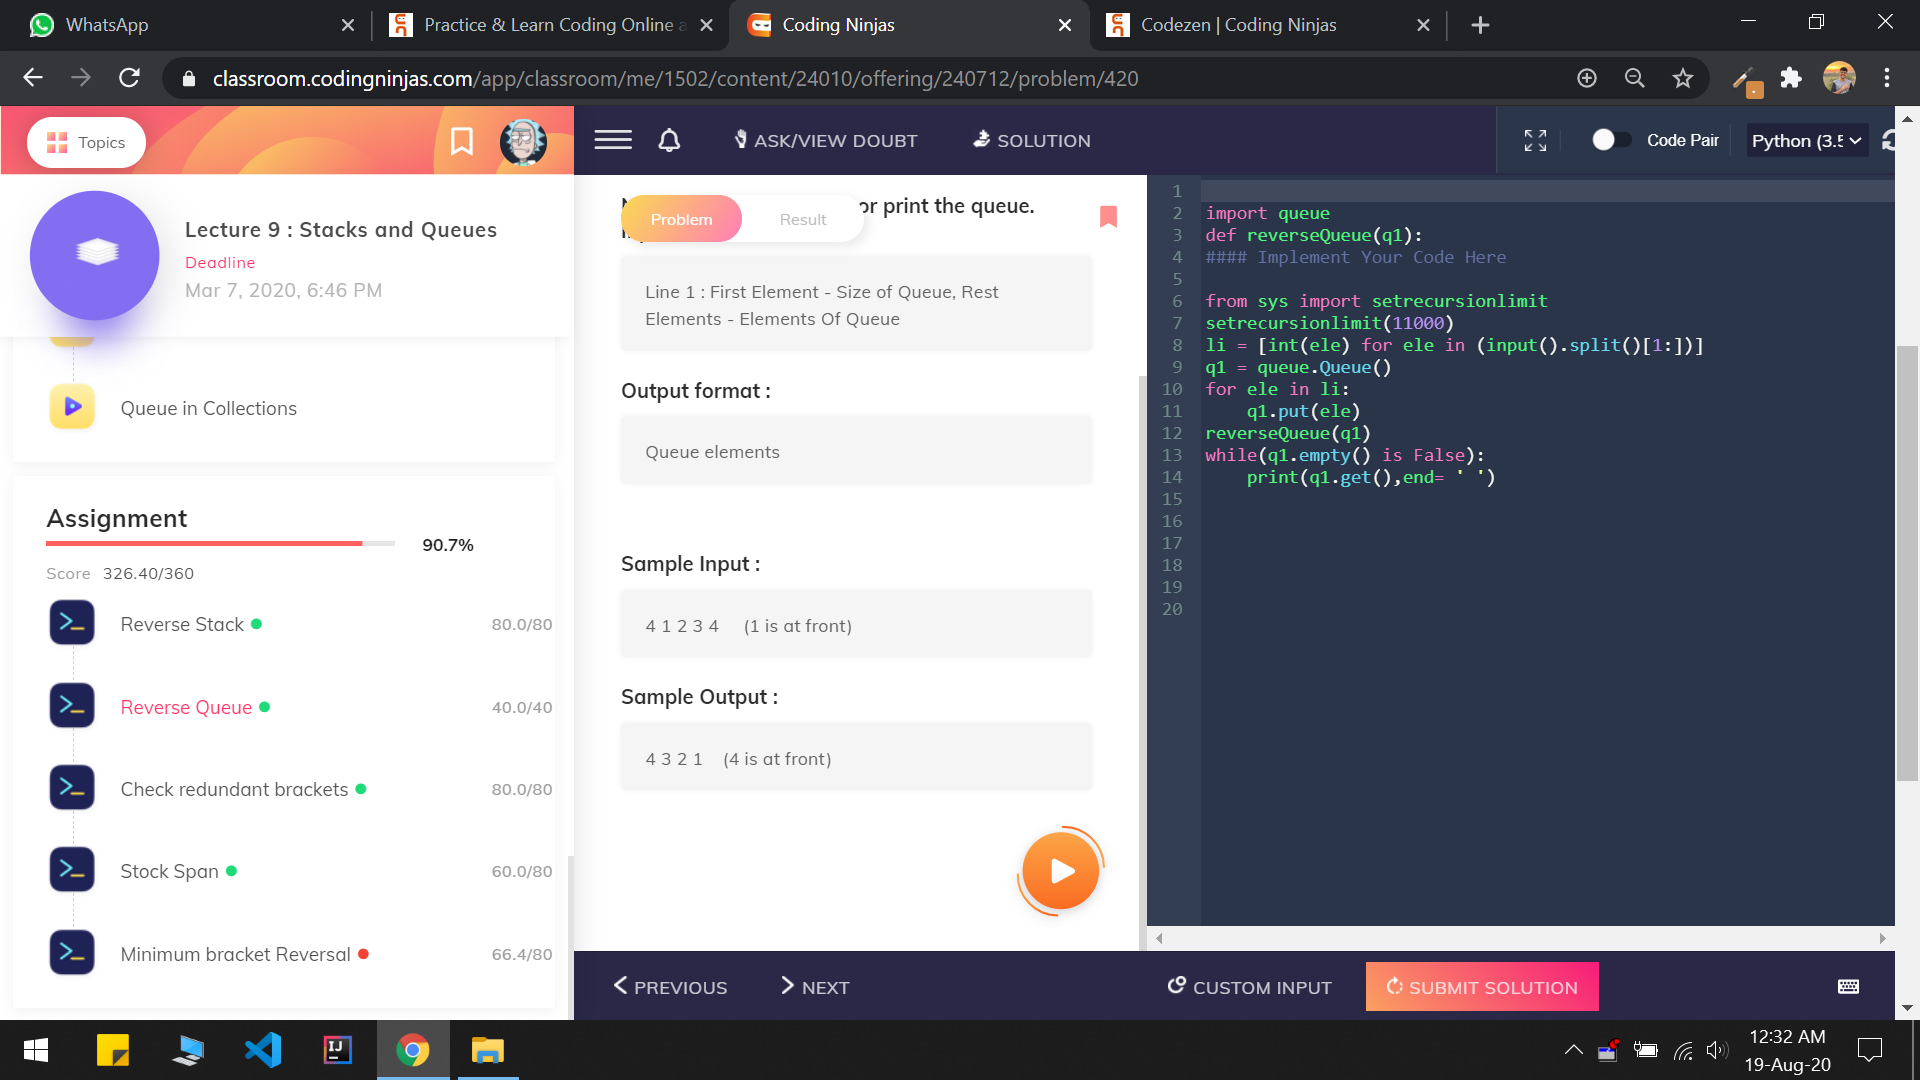 WhatsApp
Practice & Learn Coding Online a
Coding Ninjas
Codezen | Coding Ninjas
classroom.codingninjas.com/app/classroom/me/1502/content/24010/offering/240712/problem/420
Topics
ASK/VIEW DOUBT
SOLUTION
Code Pair
Python (3.5
Lecture 9 : Stacks and Queues
Deadline
Mar 7, 2020, 6:46 PM
Queue in Collections
Assignment
90.7%
Score 326.40/360
Reverse Stack 80.0/80
Reverse Queue 40.0/40
Check redundant brackets 80.0/80
Stock Span 60.0/80
Minimum bracket Reversal 66.4/80
Problem
Result
or print the queue.
Line 1 : First Element - Size of Queue, Rest
Elements - Elements Of Queue
Output format :
Queue elements
Sample Input :
4 1 2 3 4 (1 is at front)
Sample Output :
4 3 2 1 (4 is at front)
1
2 import queue
3 def reverseQueue(q1):
4 #### Implement Your Code Here
5
6 from sys import setrecursionlimit
7 setrecursionlimit(11000)
8 li = [int(ele) for ele in (input().split()[1:])]
9 q1 = queue.Queue()
10 for ele in li:
11     q1.put(ele)
12 reverseQueue(q1)
13 while(q1.empty() is False):
14     print(q1.get(),end= ' ')
15
16
17
18
19
20
PREVIOUS
NEXT
CUSTOM INPUT
SUBMIT SOLUTION
IJ
12:32 AM
19-Aug-20